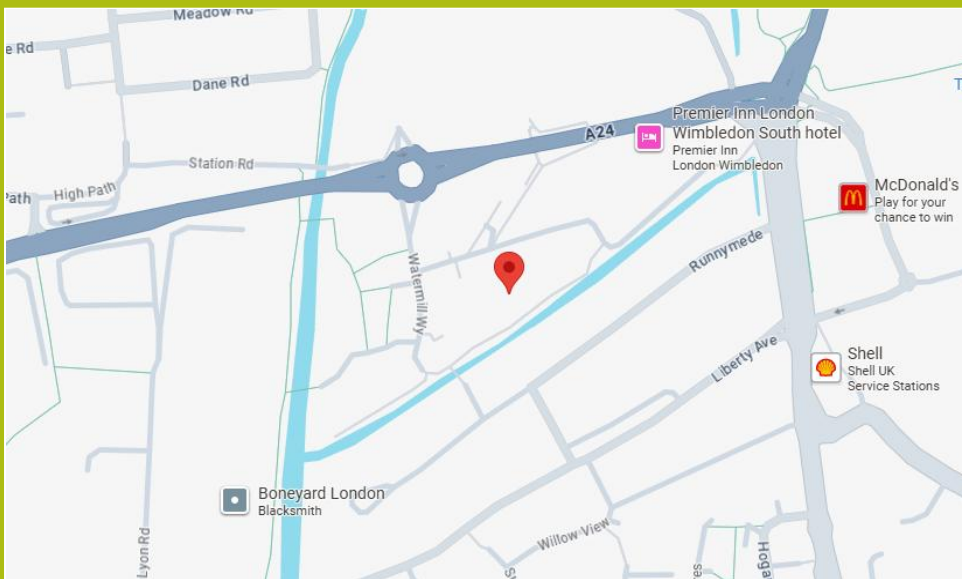 Meadow Rd
e Rd
Dane Rd
Station Rd
High Path
Path
A24
Premier Inn London
Wimbledon South hotel
Premier Inn
London Wimbledon
T
McDonald's
Play for your
chance to win
Runnymede
Watermill Wy
Liberty Ave
Shell
Shell UK
Service Stations
Boneyard London
Blacksmith
Willow View
Lyon Rd
Hoga